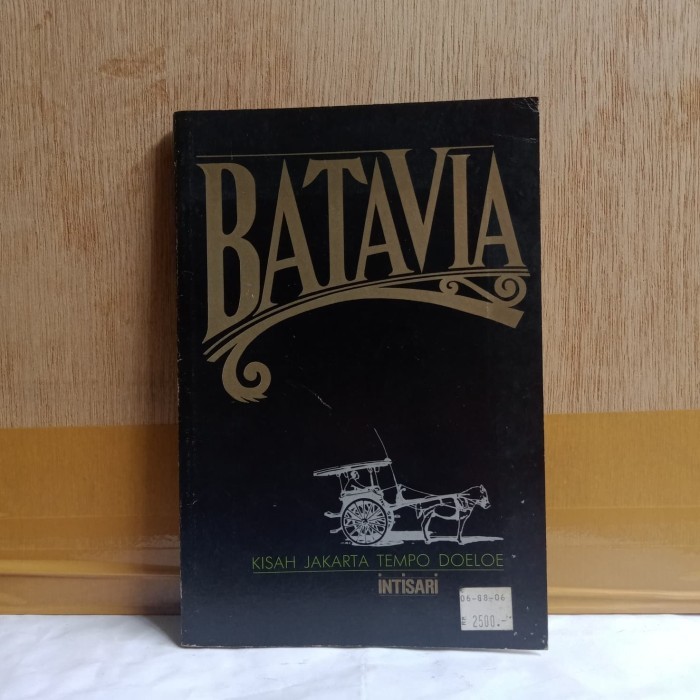 BATAVIA
KISAH JAKARTA TEMPO DOELOE
INTISARI
06-88-06
2500.-